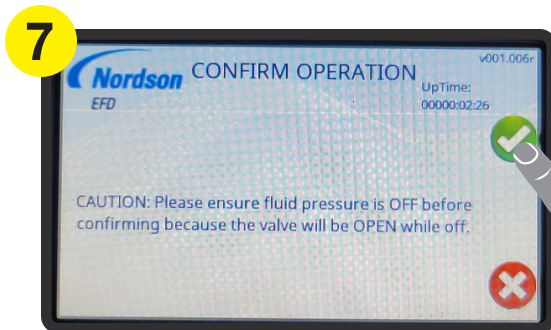 7
v001.006r
Nordson
EFD
CONFIRM OPERATION
UpTime:
00000:02:26
CAUTION: Please ensure fluid pressure is OFF before
confirming because the valve will be OPEN while off.